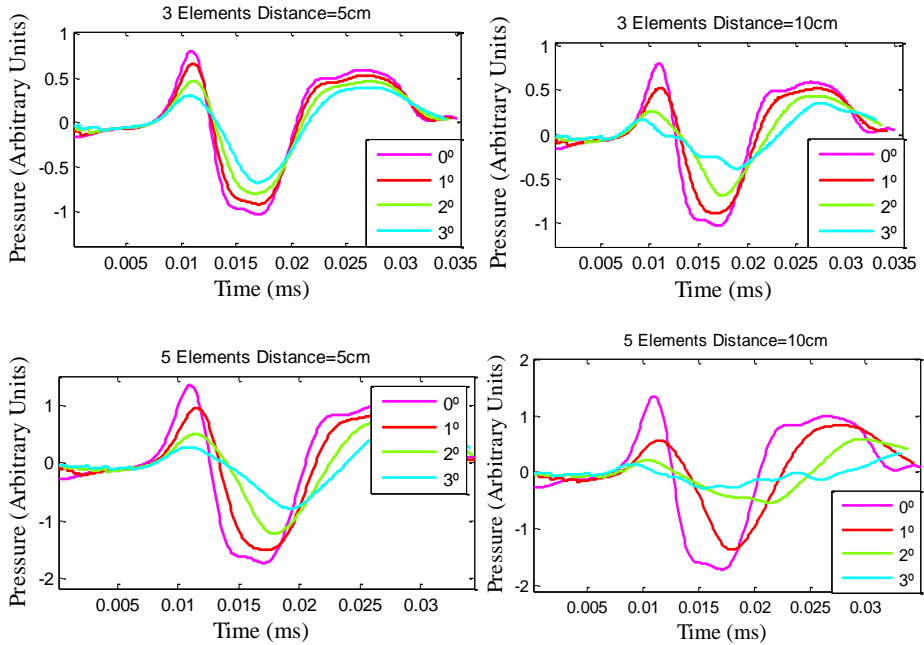 3 Elements Distance=5cm
Pressure (Arbitrary Units)
1
0.5
0
-0.5
-1
0º
1º
2º
3º
0.005 0.01 0.015 0.02 0.025 0.03 0.035
Time (ms)
3 Elements Distance=10cm
Pressure (Arbitrary Units)
1
0.5
0
-0.5
-1
0º
1º
2º
3º
0.005 0.01 0.015 0.02 0.025 0.03 0.035
Time (ms)
5 Elements Distance=5cm
Pressure (Arbitrary Units)
1
0
-1
-2
0º
1º
2º
3º
0.005 0.01 0.015 0.02 0.025 0.03
Time (ms)
5 Elements Distance=10cm
Pressure (Arbitrary Units)
2
1
0
-1
-2
0º
1º
2º
3º
0.005 0.01 0.015 0.02 0.025 0.03
Time (ms)